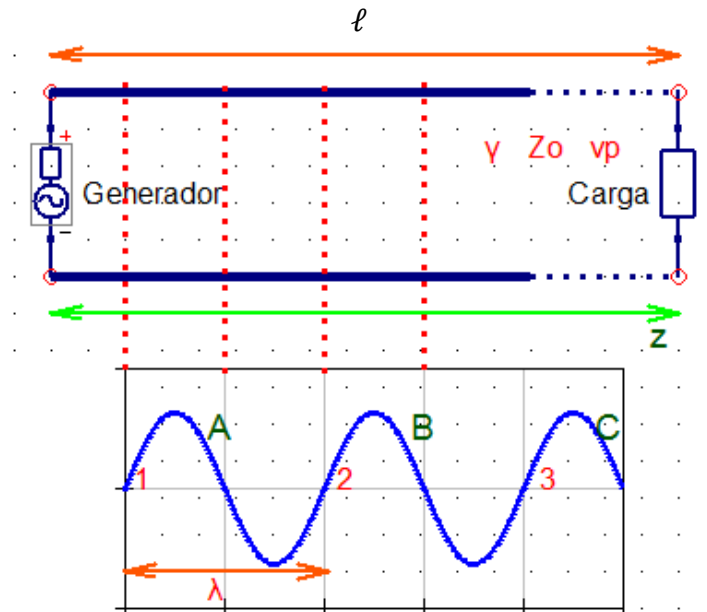 ℓ
+
γ Zo vp
Generador
Carga
−
z
A B C
1 2 3
λ